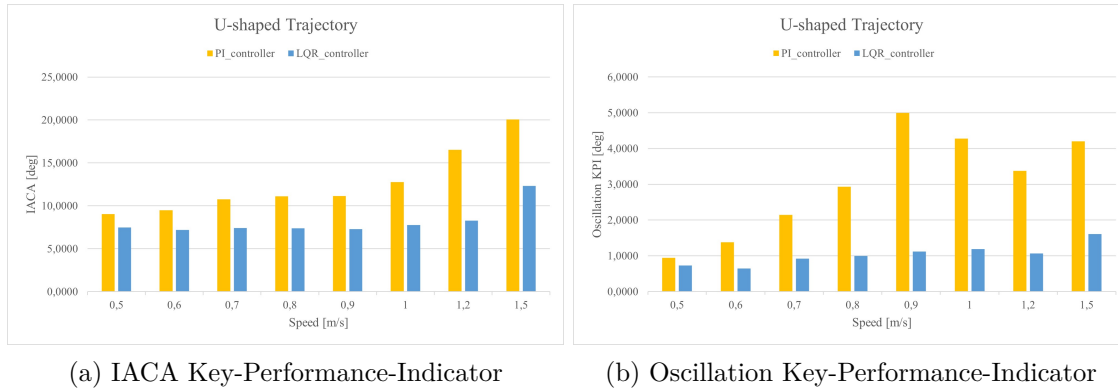 U-shaped Trajectory
PI_controller LQR_controller
IACA [deg]
25,0000
20,0000
15,0000
10,0000
5,0000
0,0000
0,5 0,6 0,7 0,8 0,9 1 1,2 1,5
Speed [m/s]
(a) IACA Key-Performance-Indicator
U-shaped Trajectory
PI_controller LQR_controller
Oscillation KPI [deg]
6,0000
5,0000
4,0000
3,0000
2,0000
1,0000
0,0000
0,5 0,6 0,7 0,8 0,9 1 1,2 1,5
Speed [m/s]
(b) Oscillation Key-Performance-Indicator